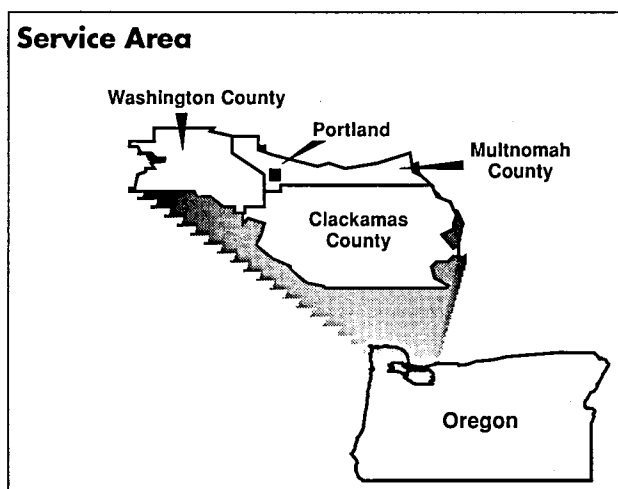 Service Area
Washington County
Portland
Multnomah
County
Clackamas
County
Oregon